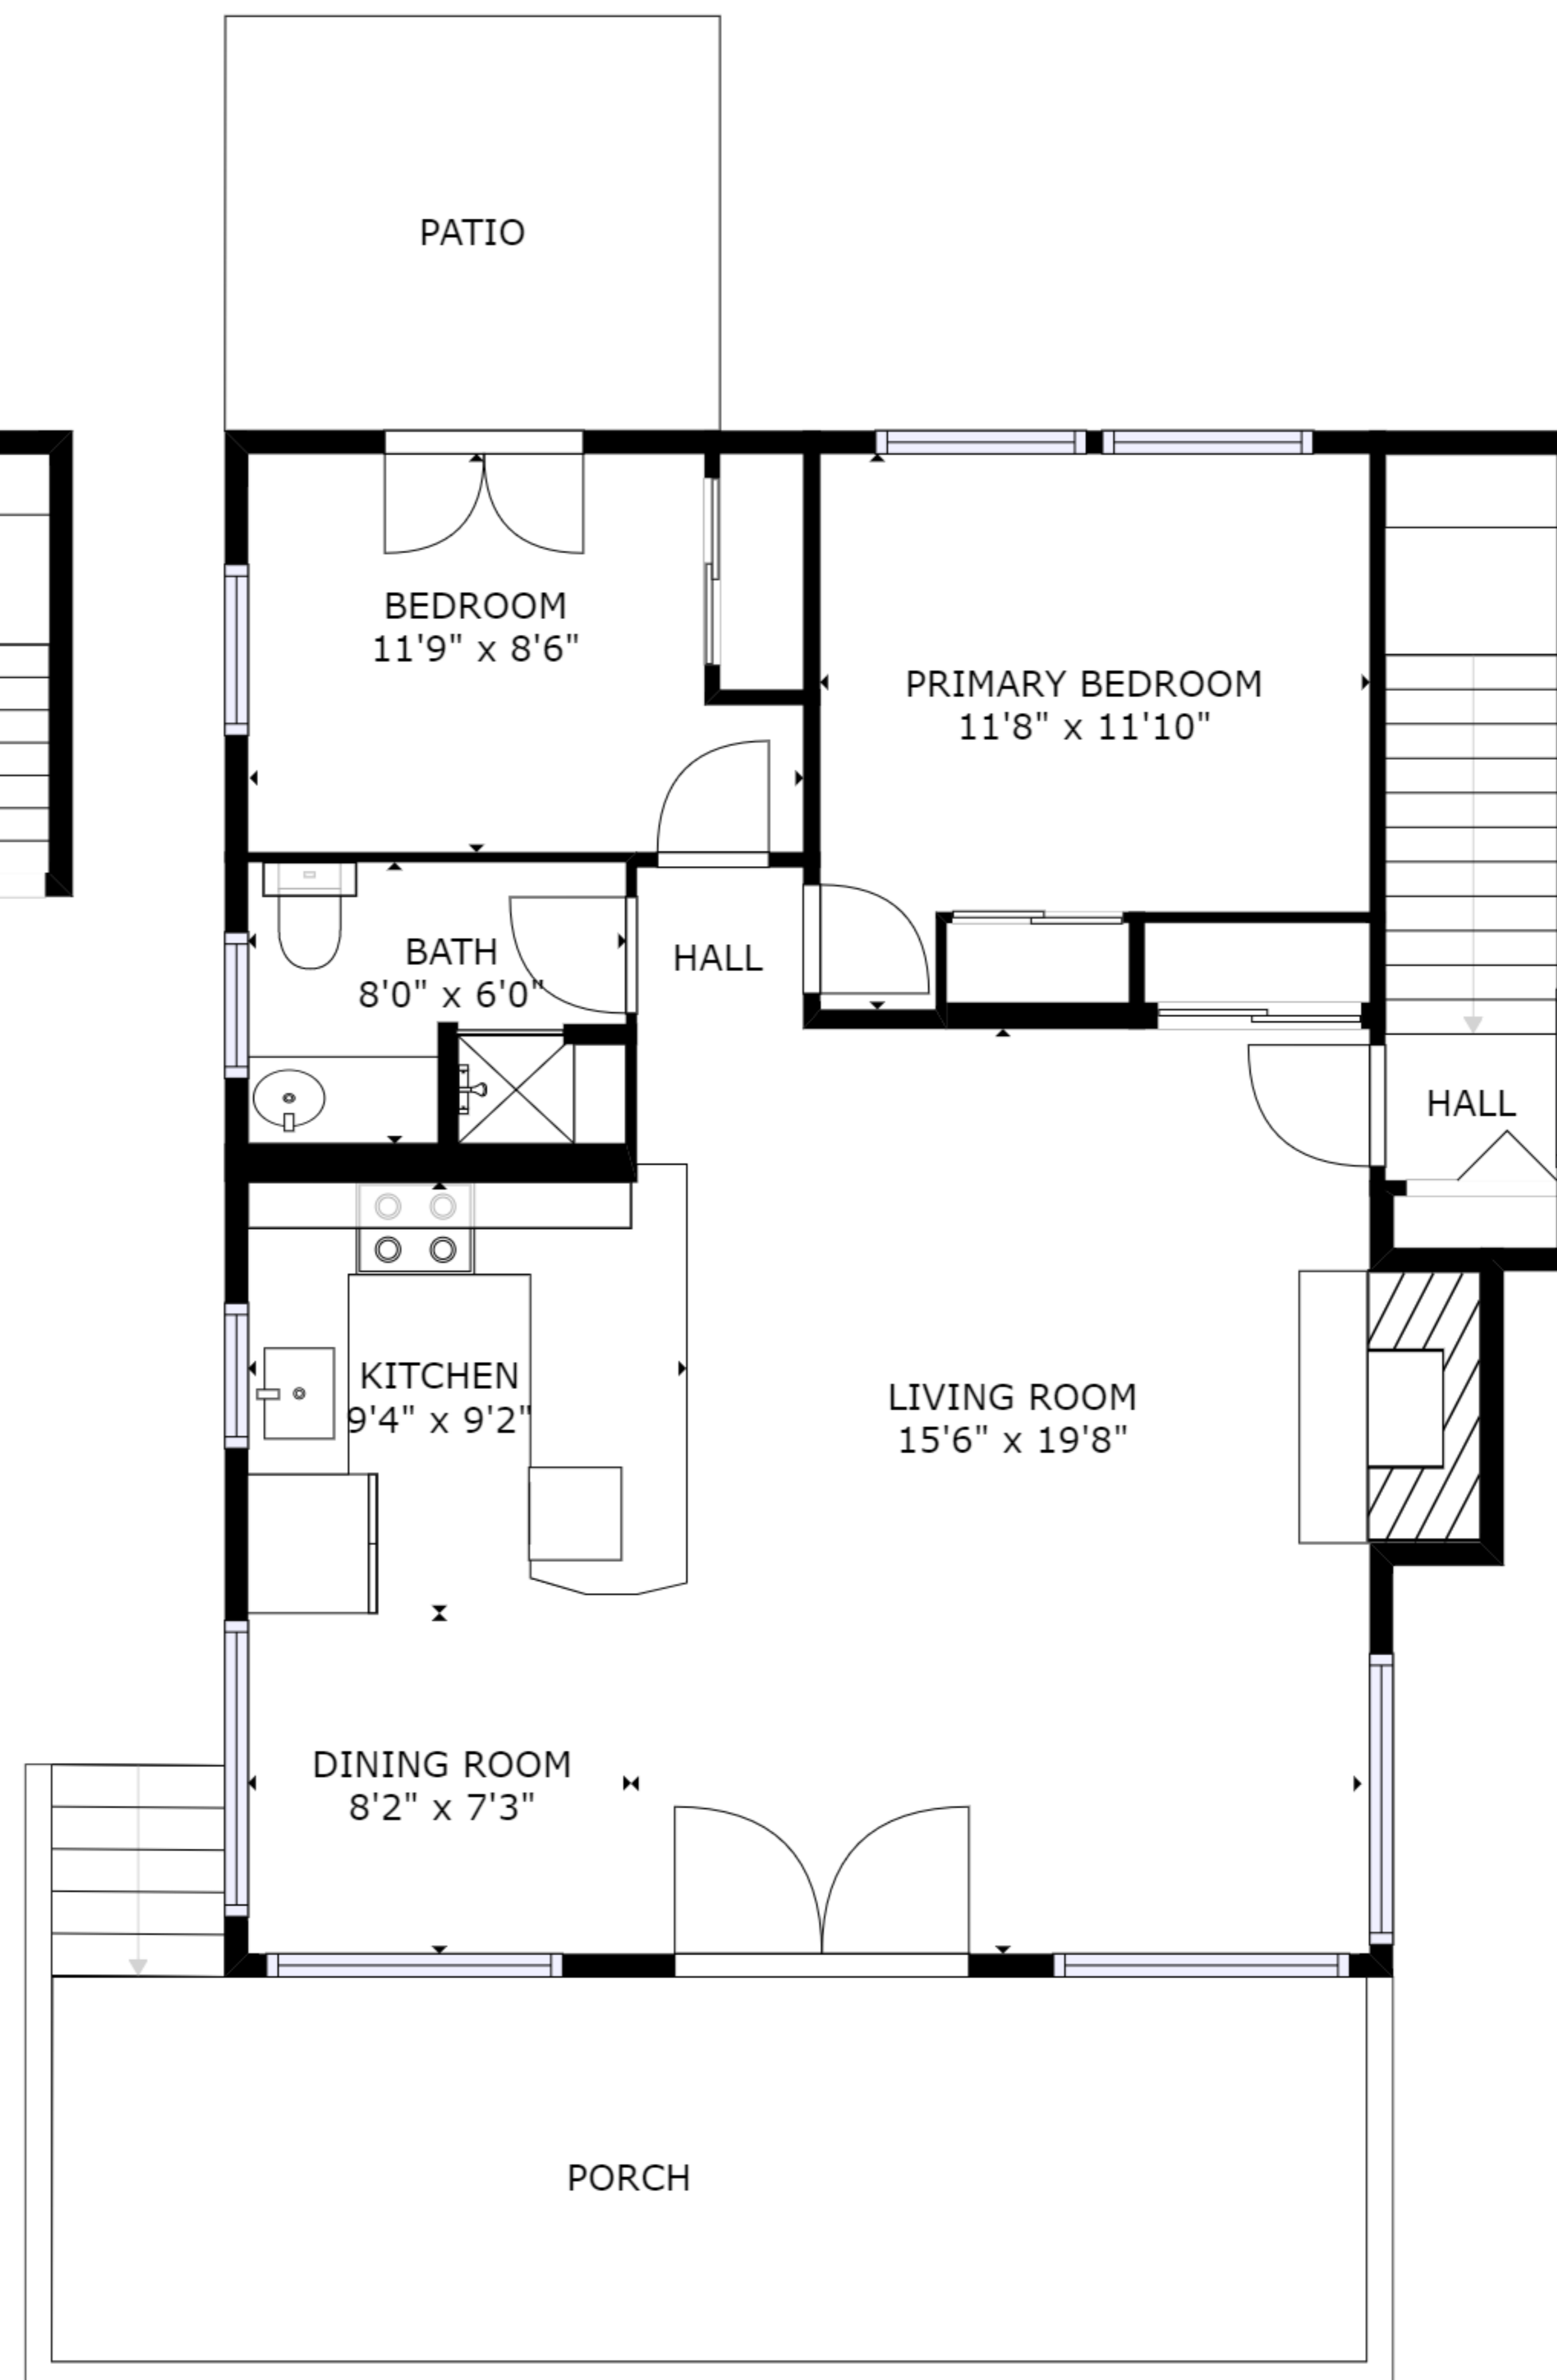 PATIO
BEDROOM
11'9" x 8'6"
PRIMARY BEDROOM
11'8" x 11'10"
BATH
8'0" x 6'0"
HALL
HALL
KITCHEN
9'4" x 9'2"
LIVING ROOM
15'6" x 19'8"
DINING ROOM
8'2" x 7'3"
PORCH